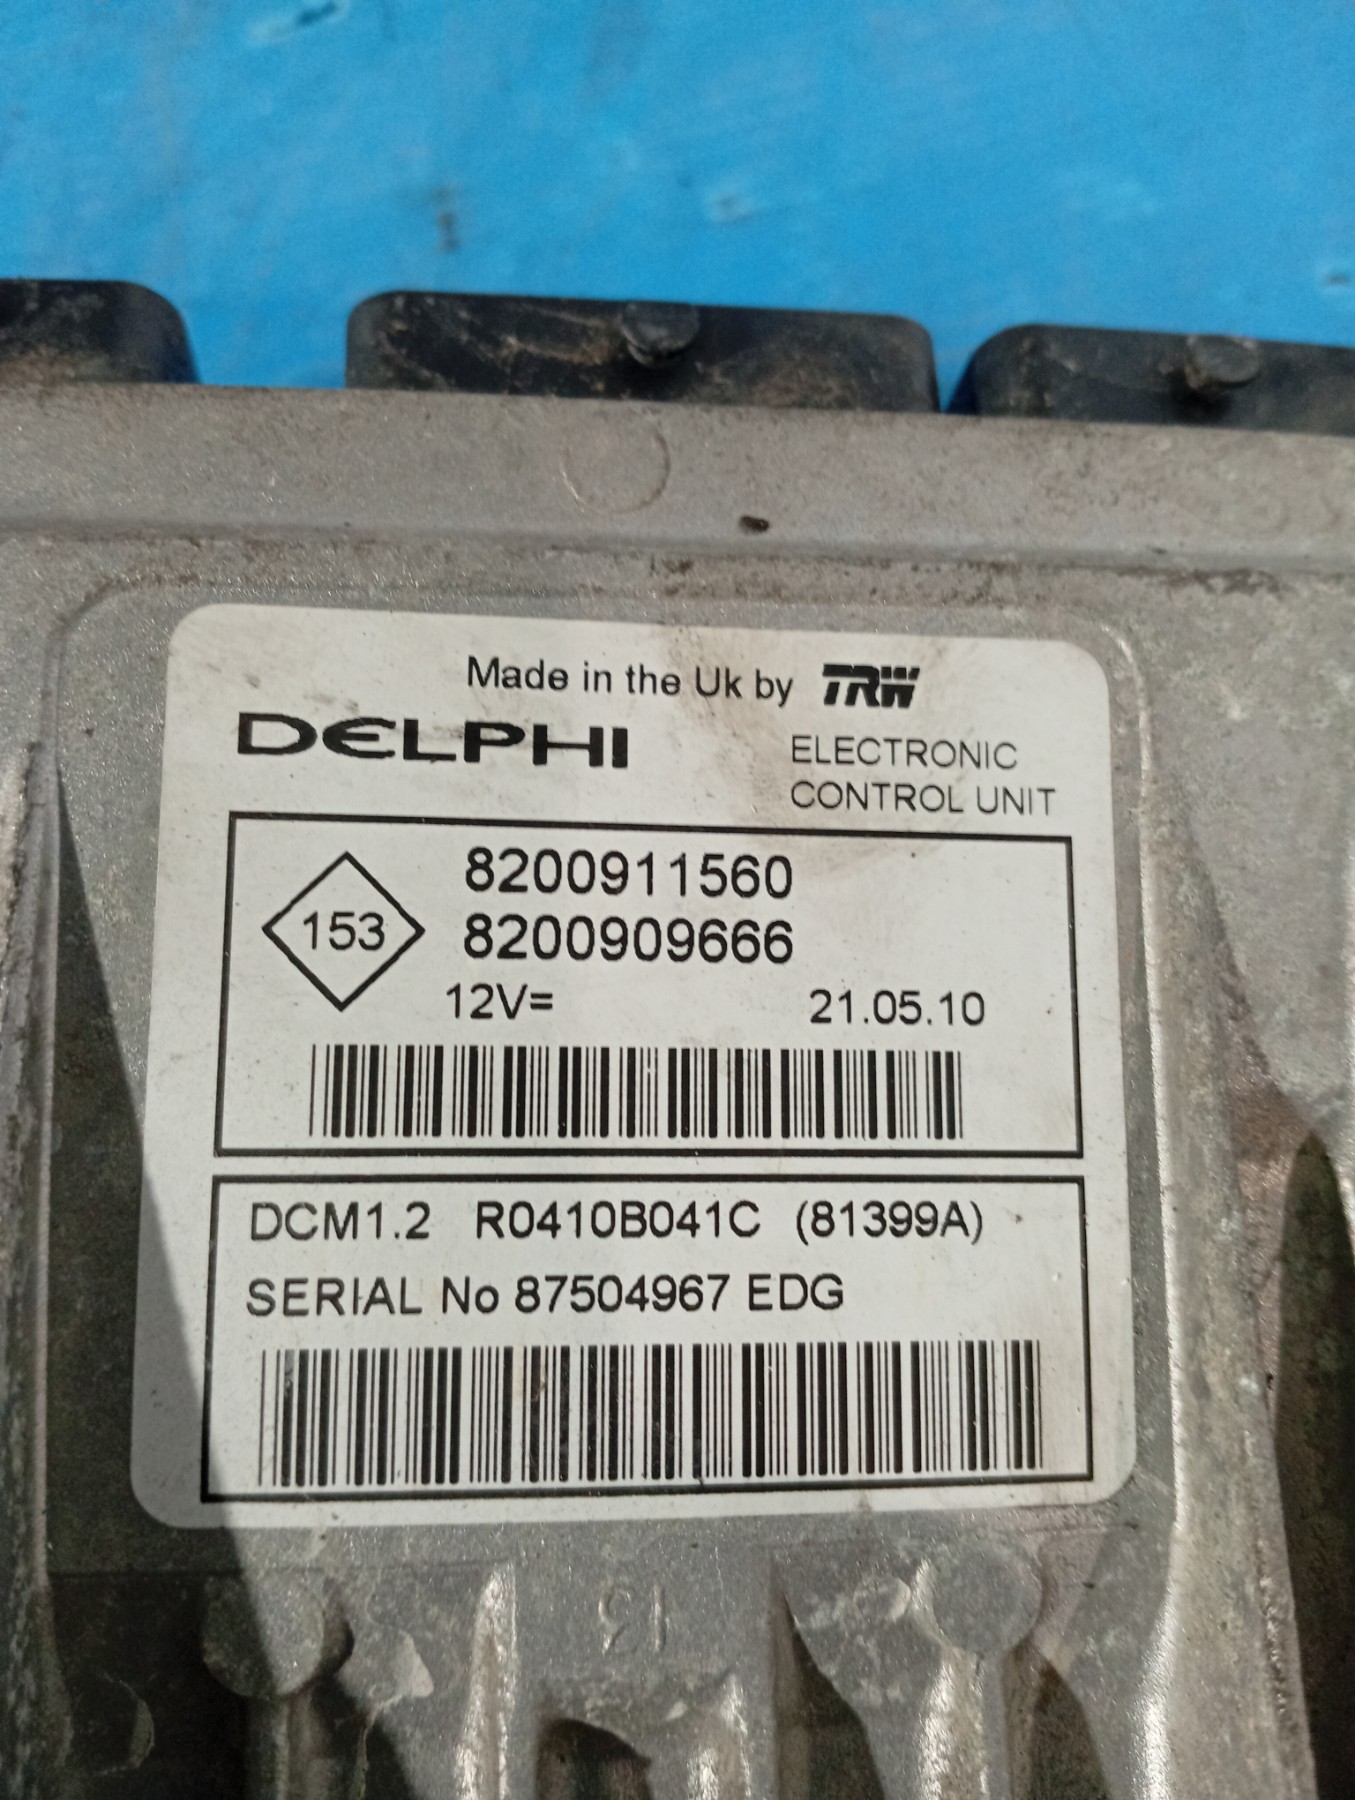 Made in the Uk by TRW
DELPHI
ELECTRONIC
CONTROL UNIT
153
8200911560
8200909666
12V=
21.05.10
DCM1.2 R0410B041C (81399A)
SERIAL No 87504967 EDG